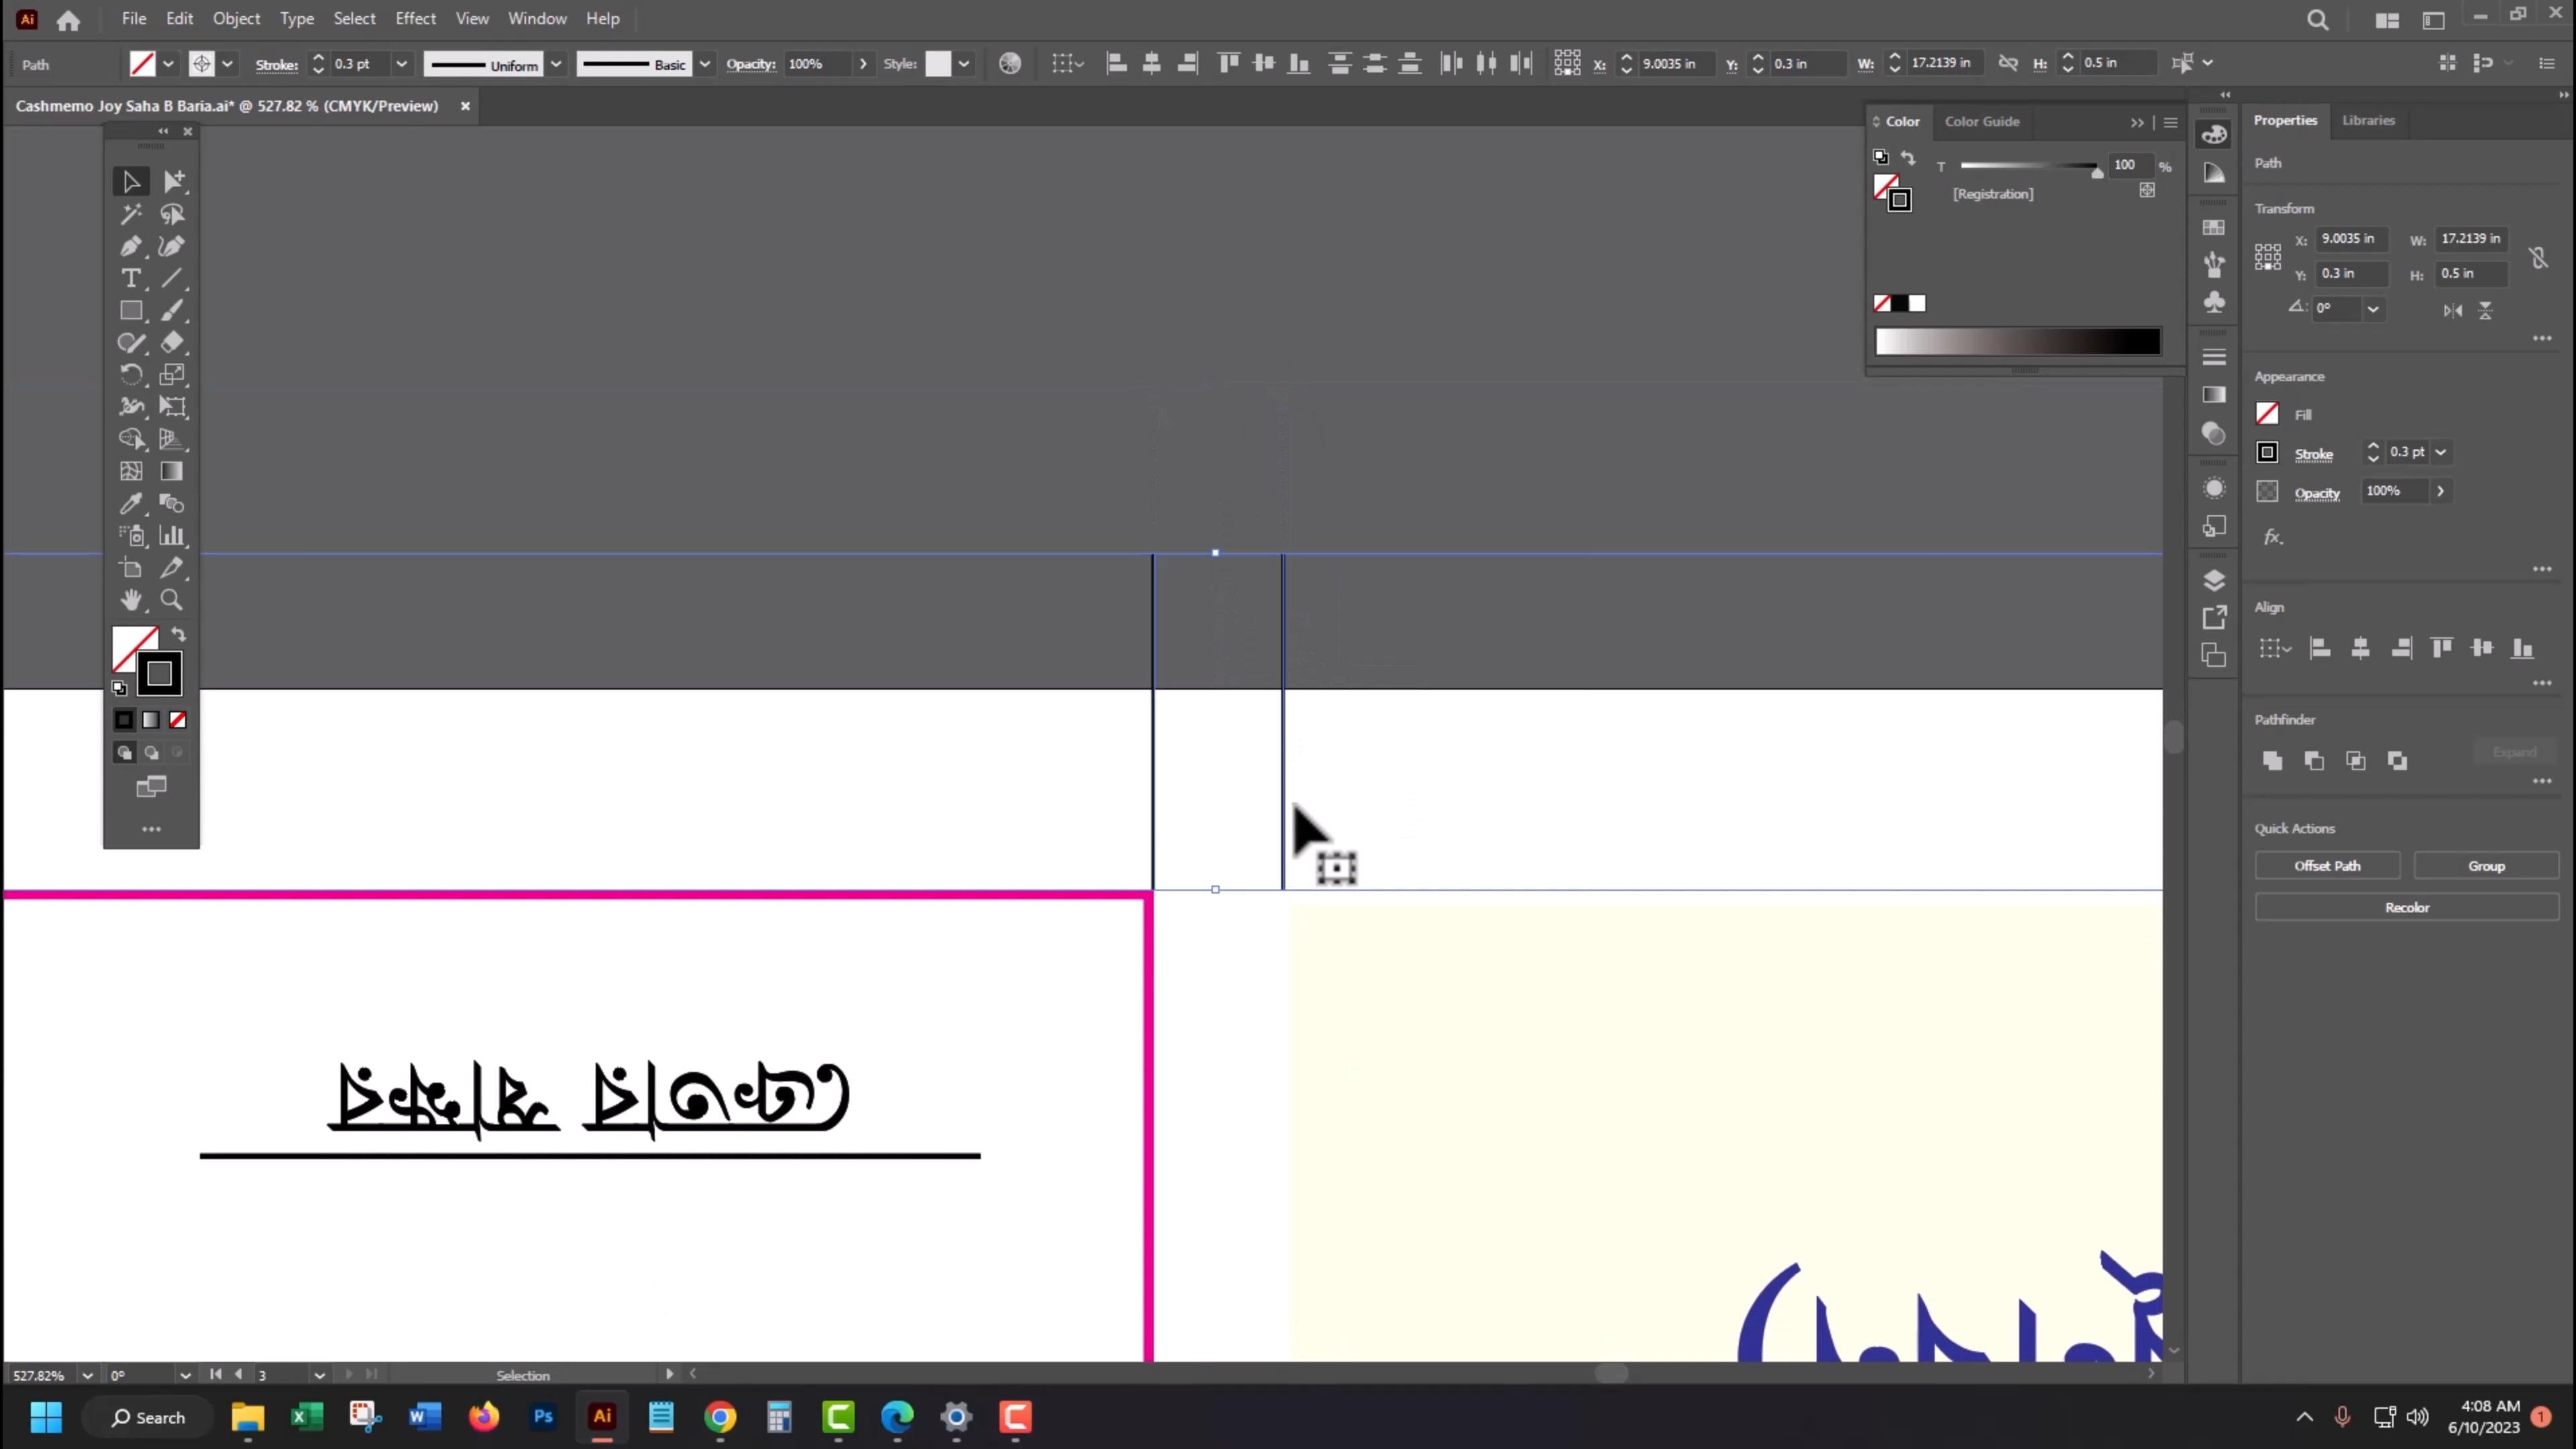 File Edit Object Type Select Effect View Window Help
Path Stroke: 0.3 pt Uniform Basic Opacity: 100% Style: X: 9.0035 in Y: 0.3 in W: 17.2139 in H: 0.5 in
Cashmemo Joy Saha B Baria.ai* @ 527.82 % (CMYK/Preview)
Color Color Guide
T 100 %
[Registration]
Properties Libraries
Path
Transform
X: 9.0035 in W: 17.2139 in
Y: 0.3 in H: 0.5 in
0°
Appearance
Fill
Stroke 0.3 pt
Opacity 100%
fx.
Align
Pathfinder
Expand
Quick Actions
Offset Path Group
Recolor
ক্রেতার স্বাক্ষর
527.82% 0° 3 Selection
Search
4:08 AM
6/10/2023
1